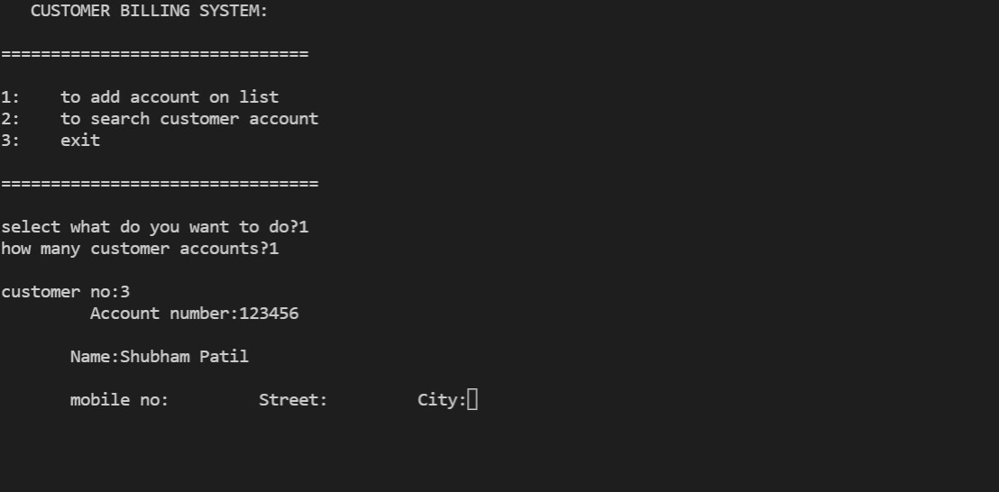 CUSTOMER BILLING SYSTEM:
===============================
1:    to add account on list
2:    to search customer account
3:    exit
================================
select what do you want to do?1
how many customer accounts?1
customer no:3
Account number:123456
Name:Shubham Patil
mobile no:         Street:         City: